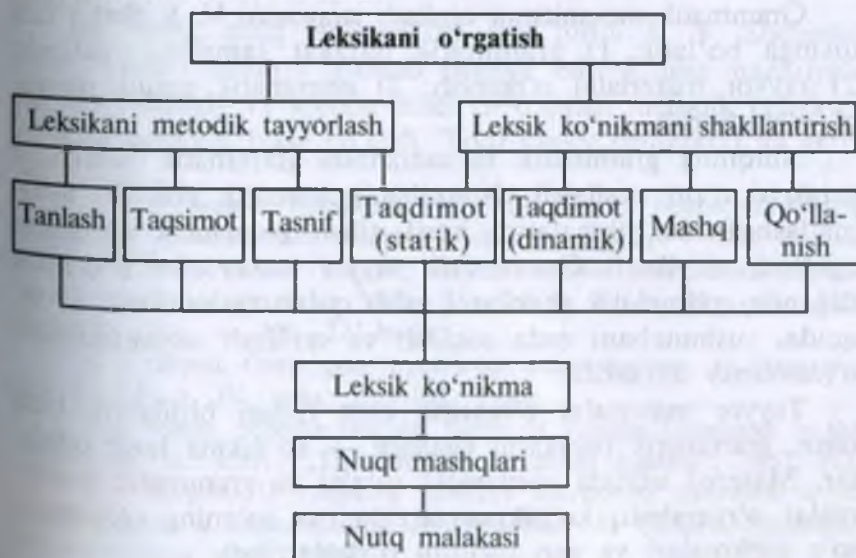 Leksikani o‘rgatish
Leksikani metodik tayyorlash
Leksik ko‘nikmani shakllantirish
Tanlash
Taqsimot
Tasnif
Taqdimot
(statik)
Taqdimot
(dinamik)
Mashq
Qo‘lla-
nish
Leksik ko‘nikma
Nuqt mashqlari
Nutq malakasi